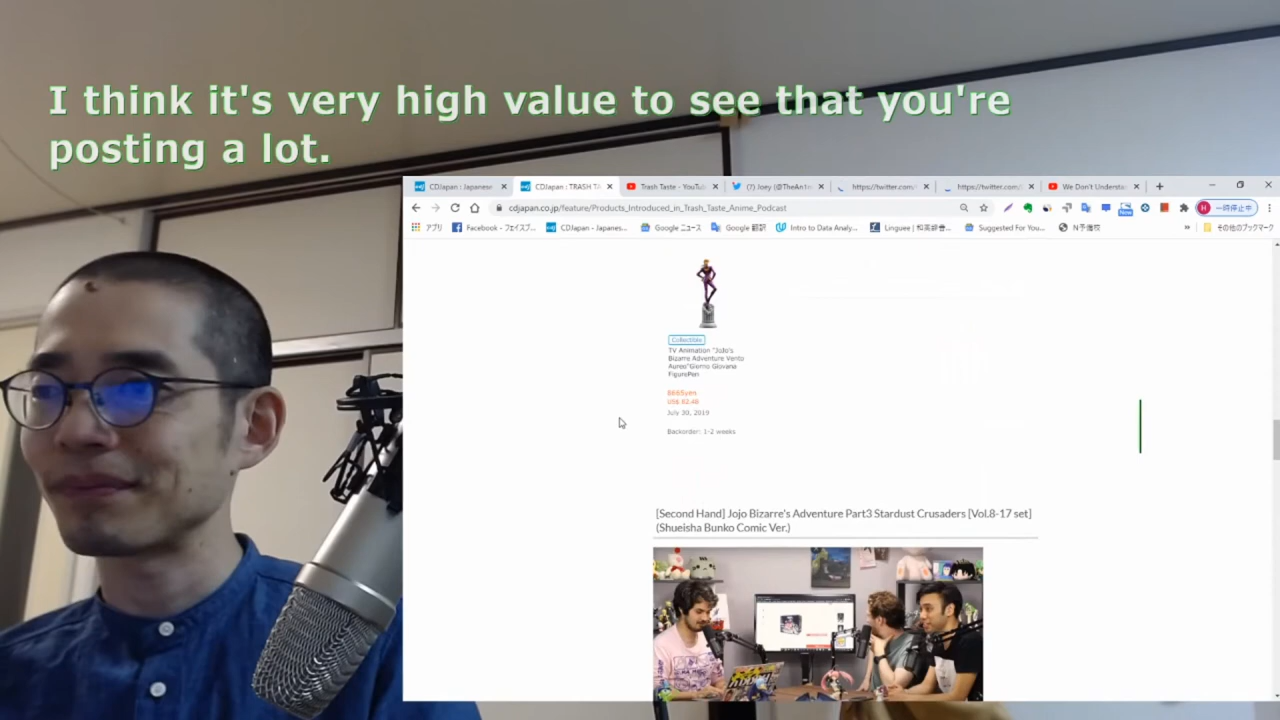 I think it's very high value to see that you're
posting a lot.
CDJapan : Japanese
CDJapan : TRASH TA
Trash Taste - YouTu
(7) Joey (@TheAn1m
https://twitter.com/
https://twitter.com/
We Don't Understa
cdjapan.co.jp/feature/Products_Introduced_in_Trash_Taste_Anime_Podcast
New
H 一時停止中
アプリ
Facebook - フェイスブ...
CDJapan - Japanes...
Google ニュース
Google 翻訳
Intro to Data Analy...
Linguee | 和英辞書...
Suggested For You...
N予備校
»
その他のブックマーク
Collectible
TV Animation "JoJo's
Bizarre Adventure Vento
Aureo"Giorno Giovana
FigurePen
July 30, 2019
Backorder: 1-2 weeks
[Second Hand] Jojo Bizarre's Adventure Part3 Stardust Crusaders [Vol.8-17 set]
(Shueisha Bunko Comic Ver.)